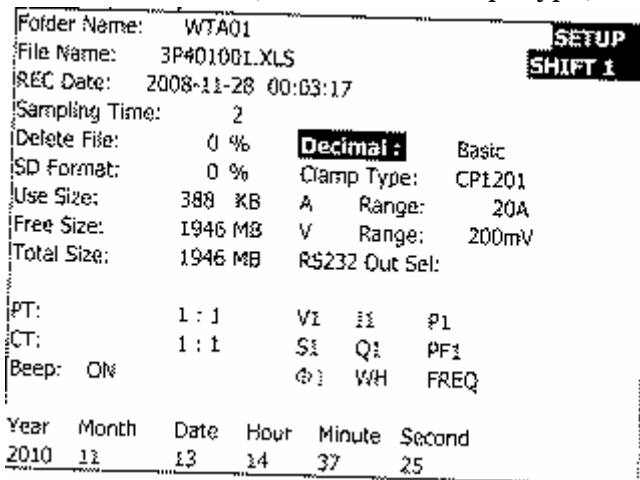 Folder Name: WTA01
SETUP
File Name: 3P401001.XLS
SHIFT 1
REC Date: 2008-11-28 00:03:17
Sampling Time: 2
Delete File: 0 %
Decimal : Basic
SD Format: 0 %
Clamp Type: CP1201
Use Size: 388 KB
A Range: 20A
Free Size: 1946 MB
V Range: 200mV
Total Size: 1946 MB
RS232 Out Sel:
PT: 1 : 1
V1 I1 P1
CT: 1 : 1
S1 Q1 PF1
Beep: ON
Φ1 WH FREQ
Year Month Date Hour Minute Second
2010 11 13 14 37 25